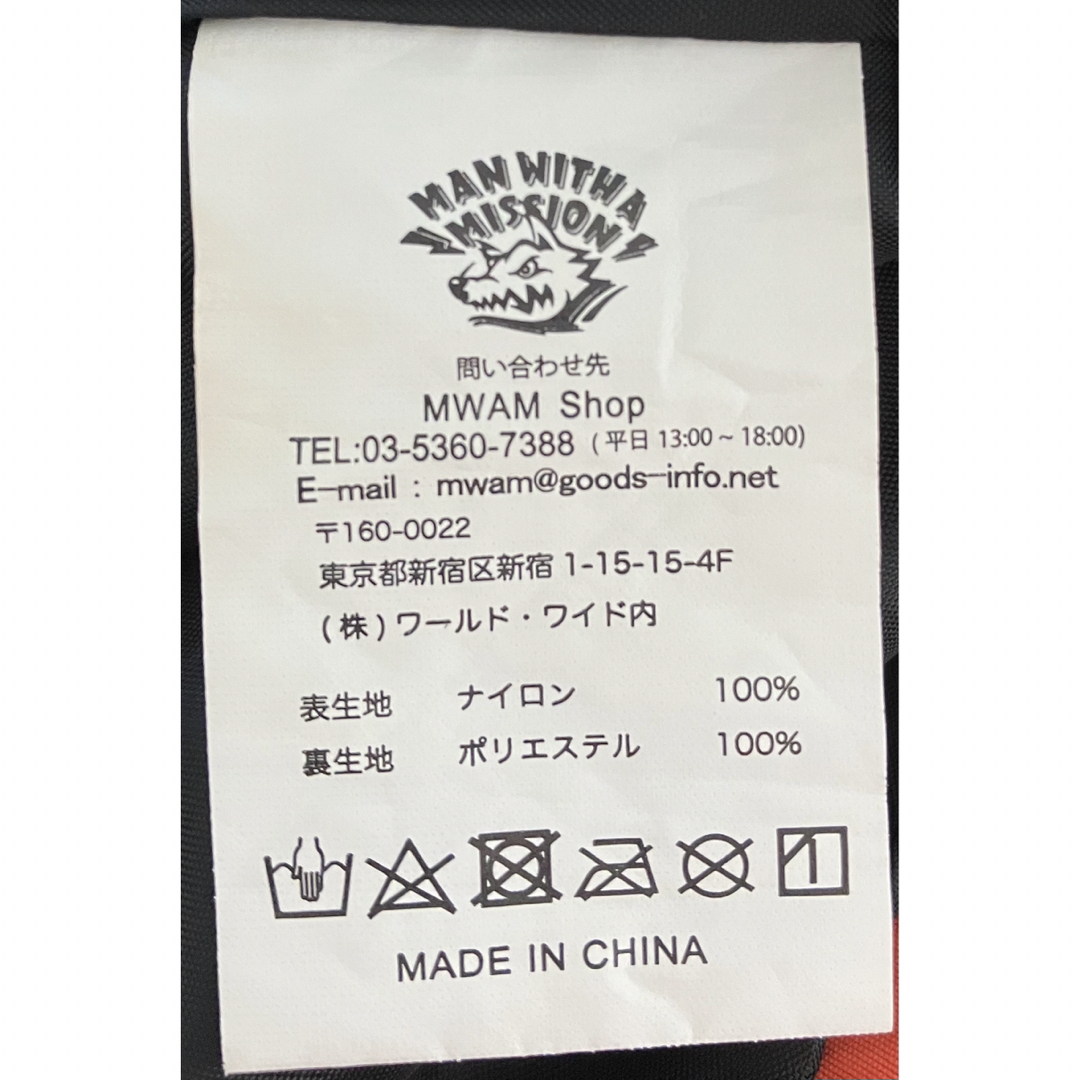 MAN WITH A
MISSION
問い合わせ先
MWAM Shop
TEL:03-5360-7388 (平日 13:00~18:00)
E-mail : mwam@goods-info.net
〒160-0022
東京都新宿区新宿 1-15-15-4F
(株)ワールド・ワイド内
表生地 ナイロン 100%
裏生地 ポリエステル 100%
MADE IN CHINA